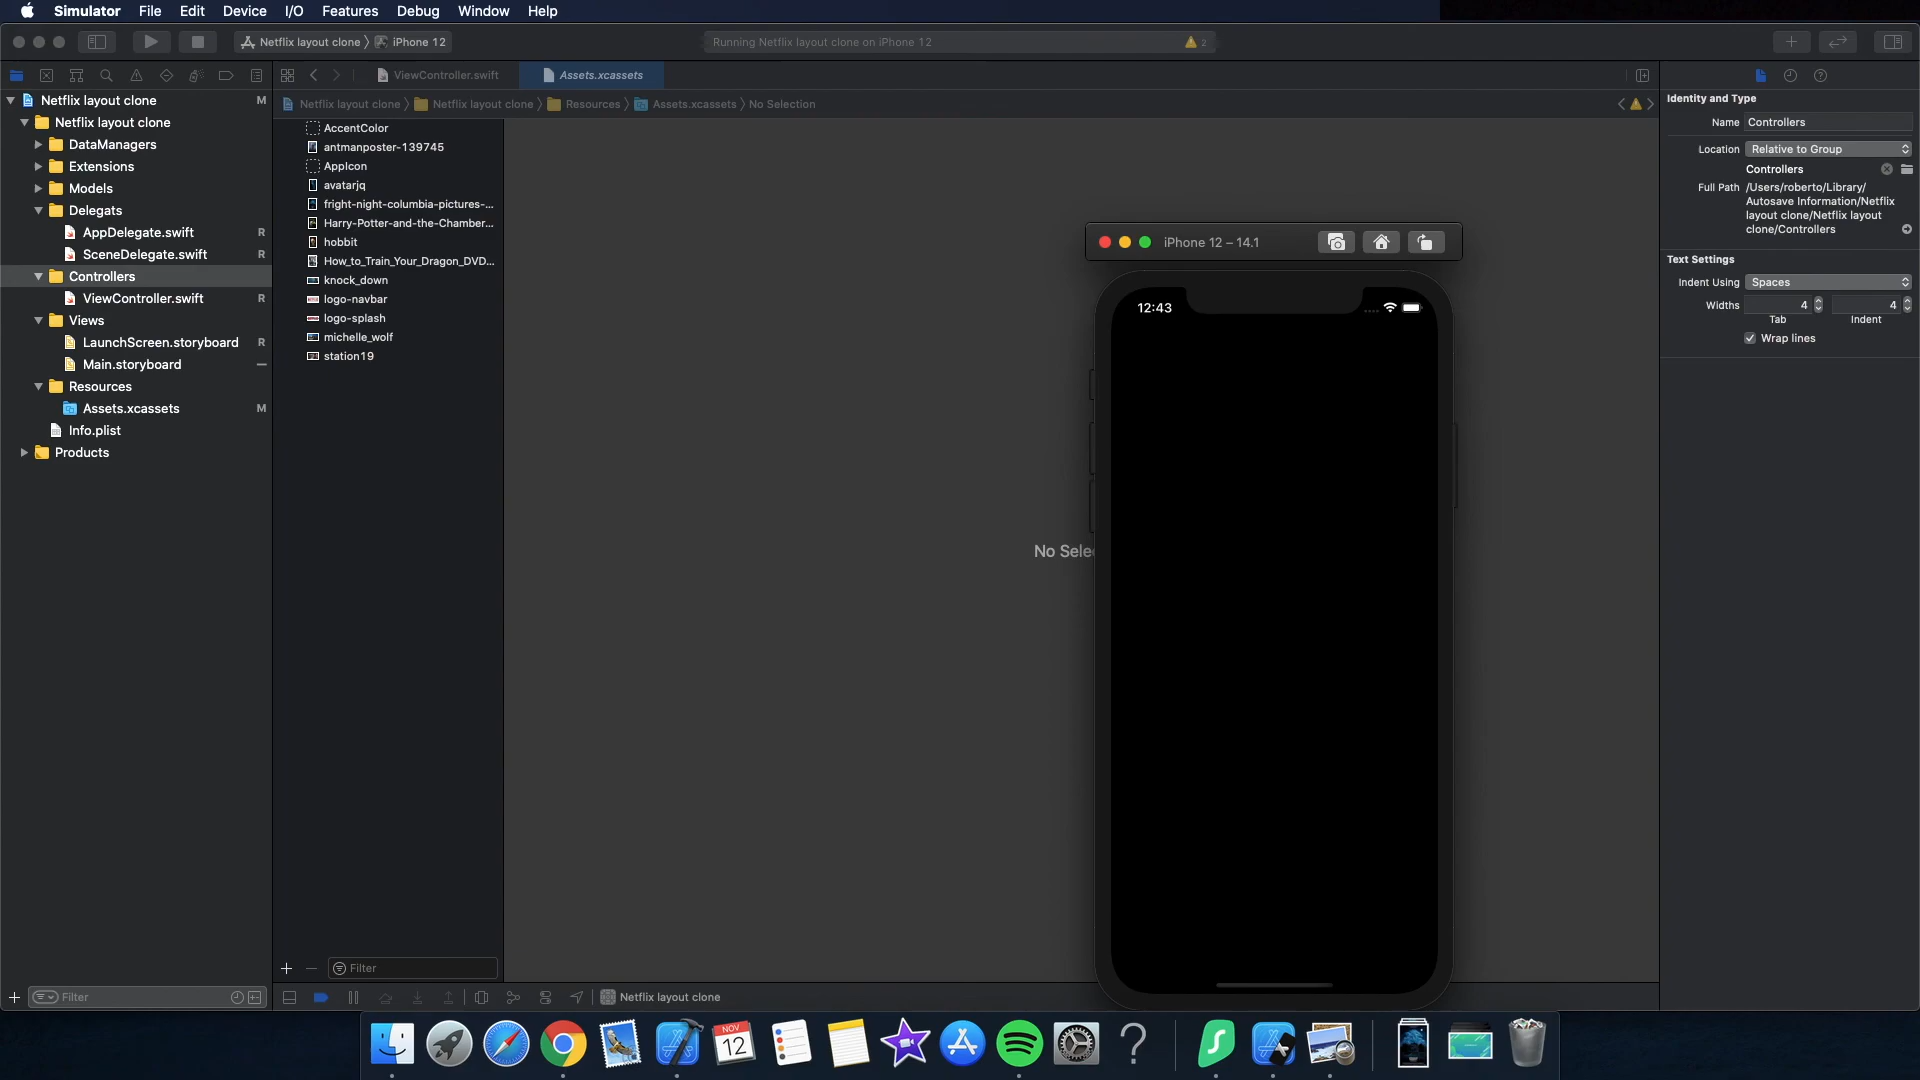 Simulator File Edit Device I/O Features Debug Window Help
Netflix layout clone iPhone 12
Running Netflix layout clone on iPhone 12
2
ViewController.swift
Assets.xcassets
Netflix layout clone Netflix layout clone Resources Assets.xcassets No Selection
Netflix layout clone M
Netflix layout clone
DataManagers
Extensions
Models
Delegats
AppDelegate.swift R
SceneDelegate.swift R
Controllers
ViewController.swift R
Views
LaunchScreen.storyboard R
Main.storyboard
Resources
Assets.xcassets M
Info.plist
Products
Filter
AccentColor
antmanposter-139745
AppIcon
avatarjq
fright-night-columbia-pictures-...
Harry-Potter-and-the-Chamber...
hobbit
How_to_Train_Your_Dragon_DVD...
knock_down
logo-navbar
logo-splash
michelle_wolf
station19
Filter
Netflix layout clone
No Selec
iPhone 12 – 14.1
12:43
Identity and Type
Name Controllers
Location Relative to Group
Controllers
Full Path /Users/roberto/Library/
Autosave Information/Netflix
layout clone/Netflix layout
clone/Controllers
Text Settings
Indent Using Spaces
Widths 4 4
Tab Indent
Wrap lines
NOV
12